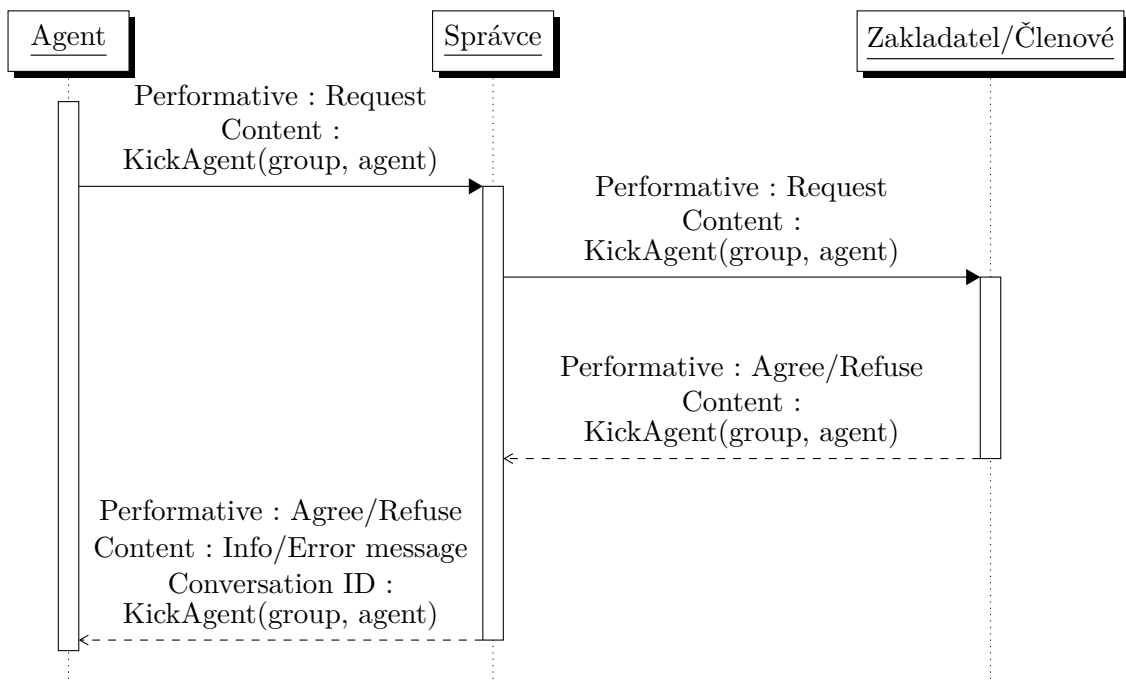 Agent
Správce
Zakladatel/Členové
Performative : Request
Content :
KickAgent(group, agent)
Performative : Request
Content :
KickAgent(group, agent)
Performative : Agree/Refuse
Content :
KickAgent(group, agent)
Performative : Agree/Refuse
Content : Info/Error message
Conversation ID :
KickAgent(group, agent)